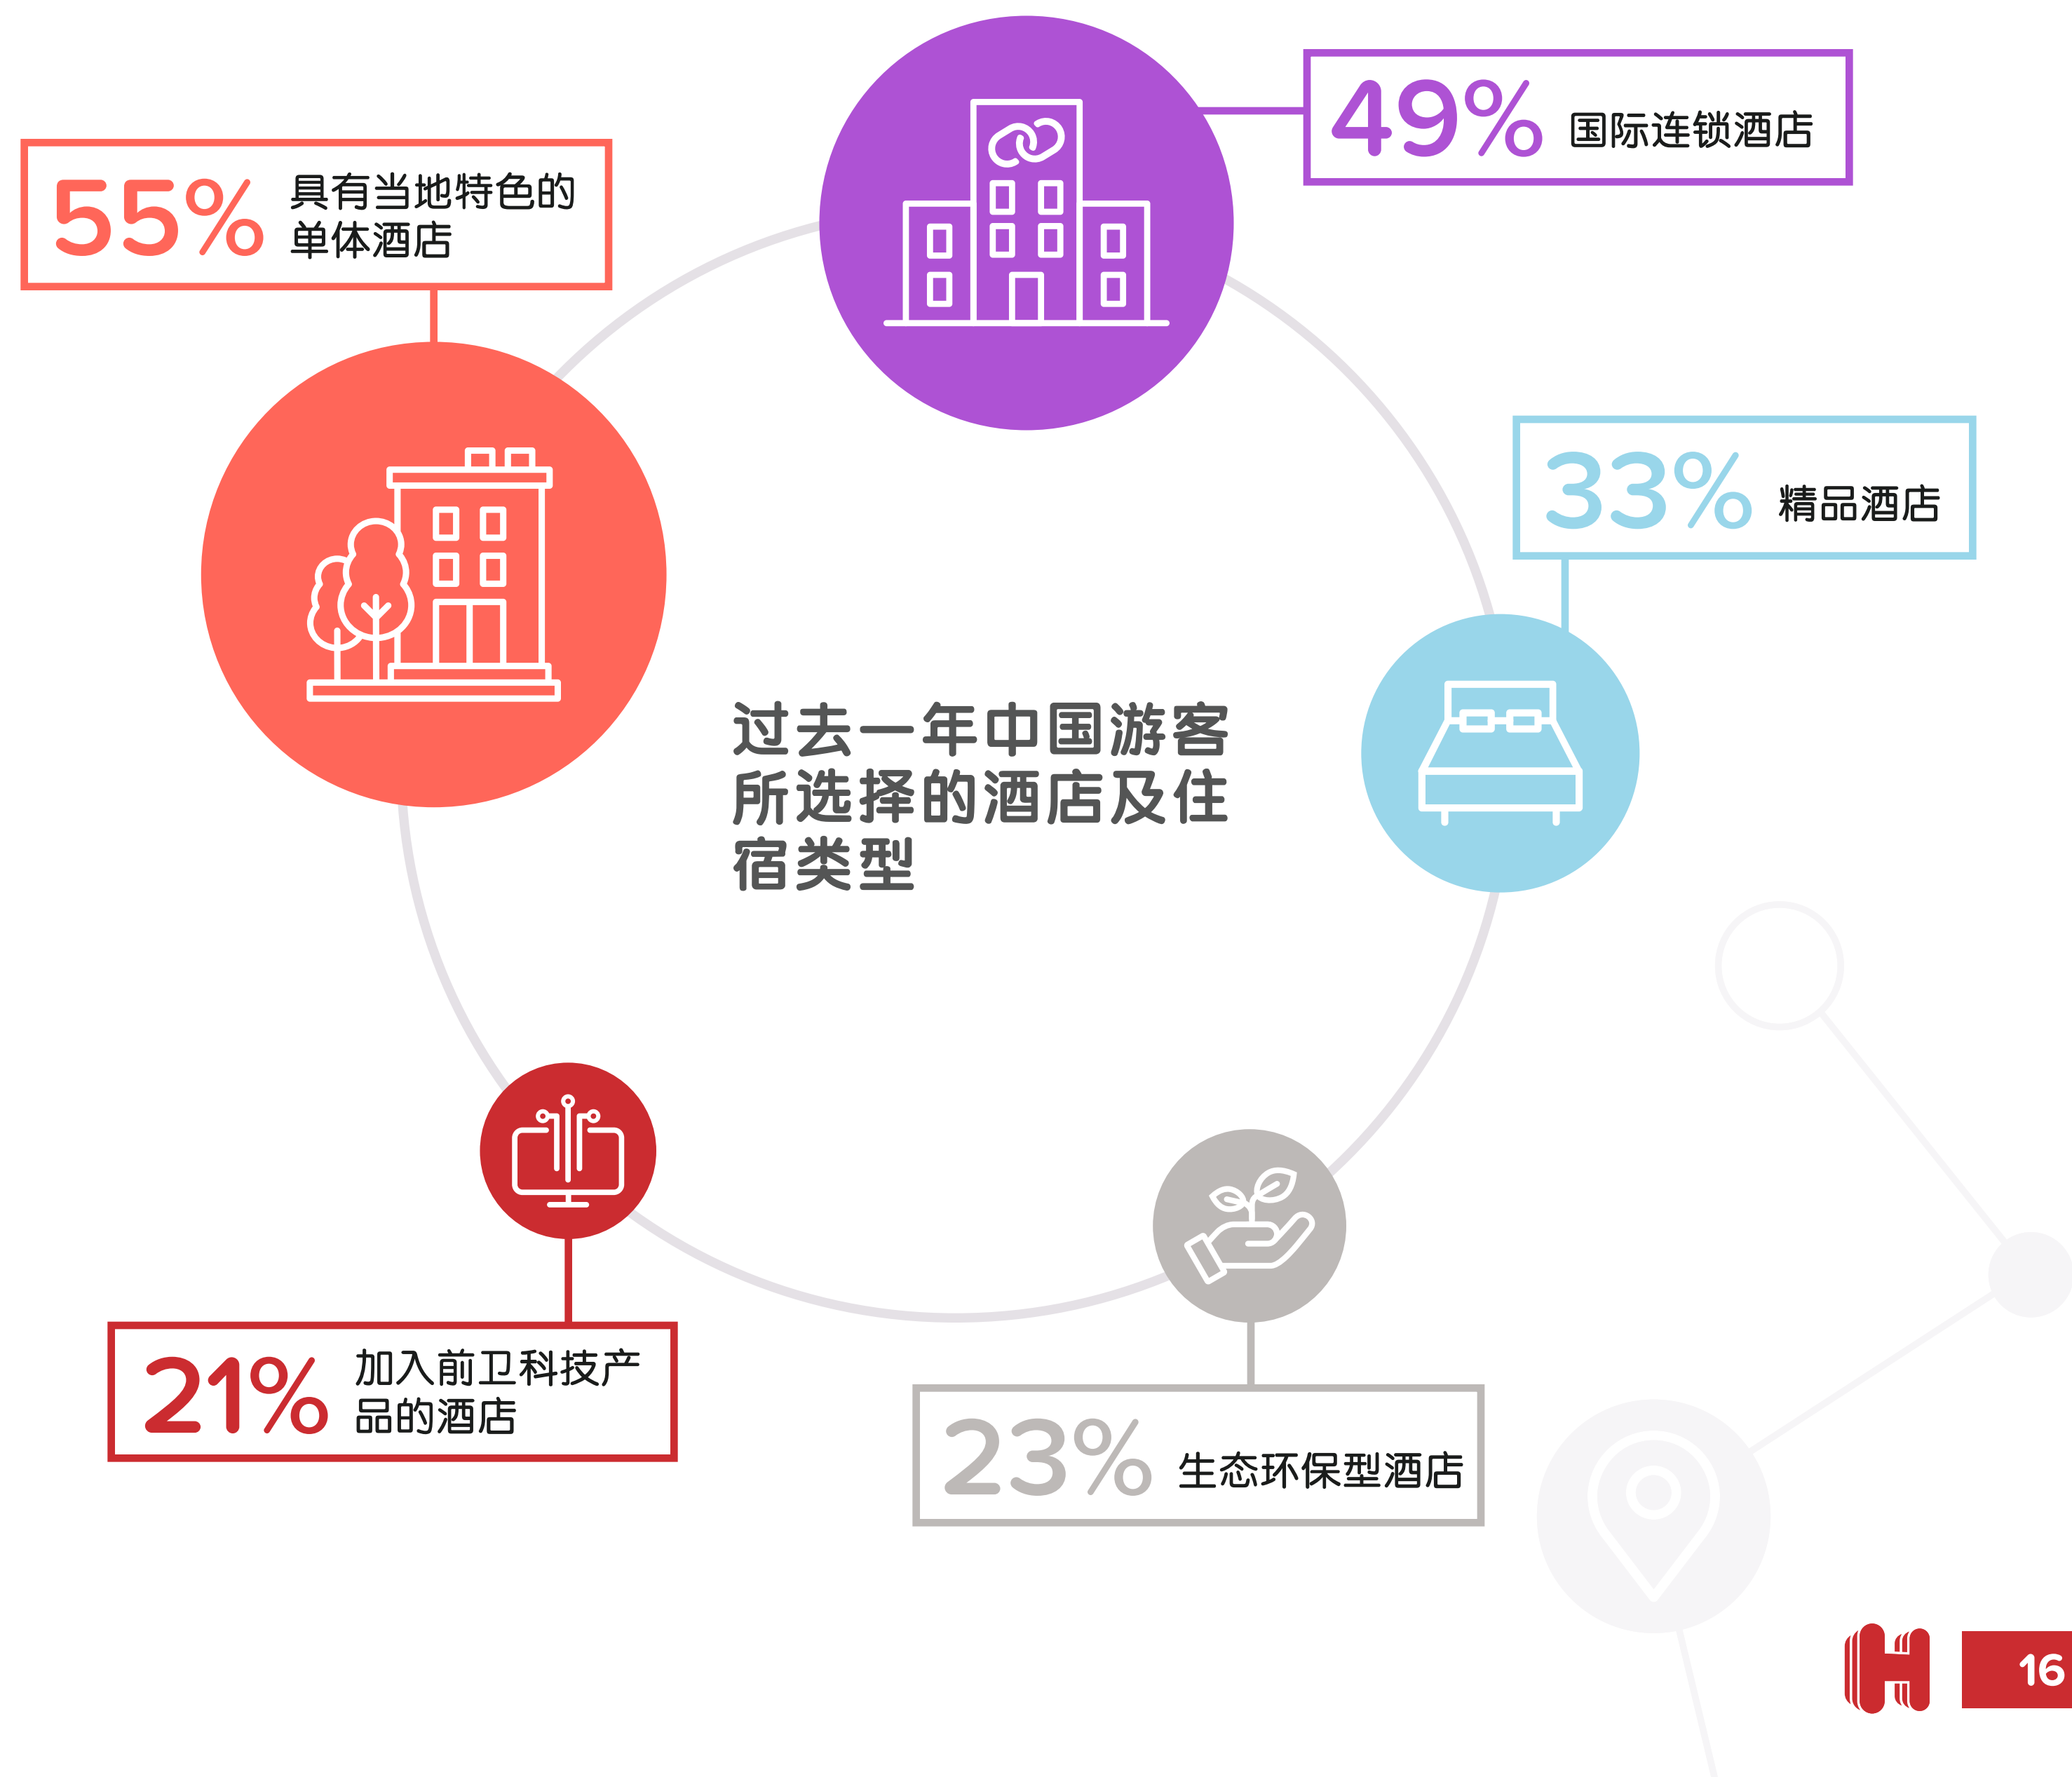 49% 国际连锁酒店
55% 具有当地特色的
单体酒店
33% 精品酒店
过去一年中国游客
所选择的酒店及住
宿类型
21% 加入前卫科技产
品的酒店
23% 生态环保型酒店
16